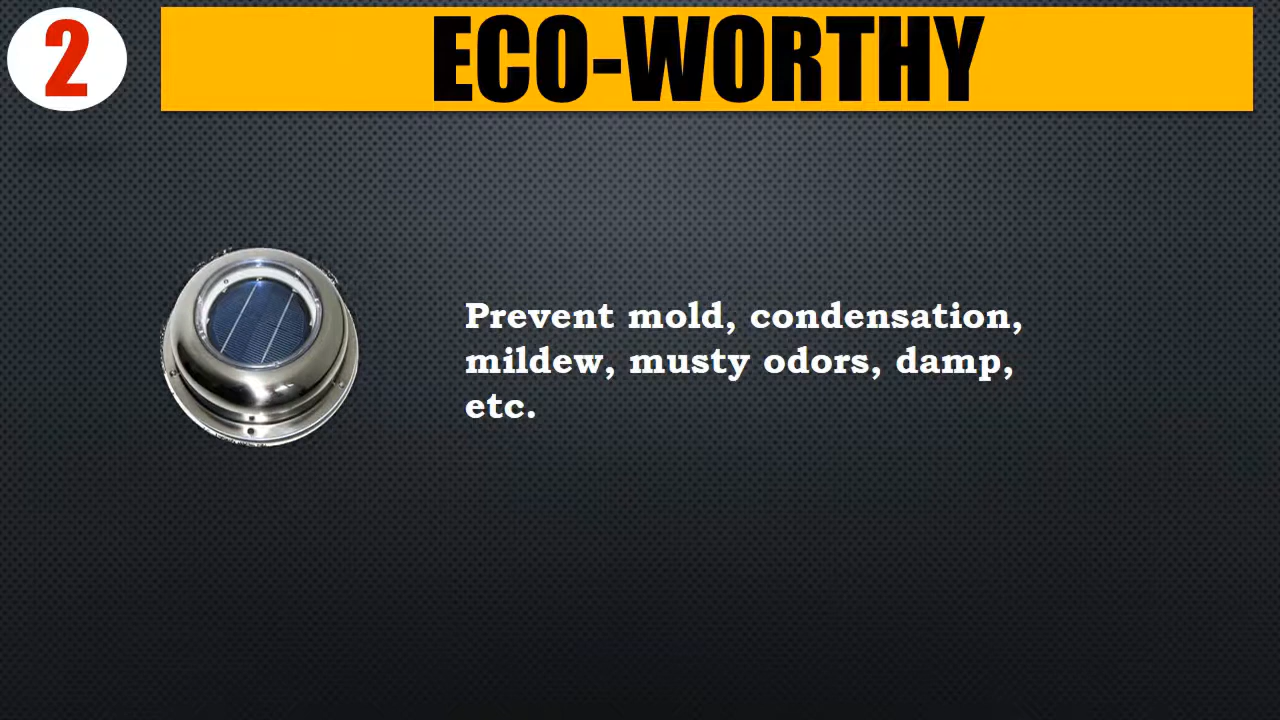 2
ECO-WORTHY
Prevent mold, condensation,
mildew, musty odors, damp,
etc.